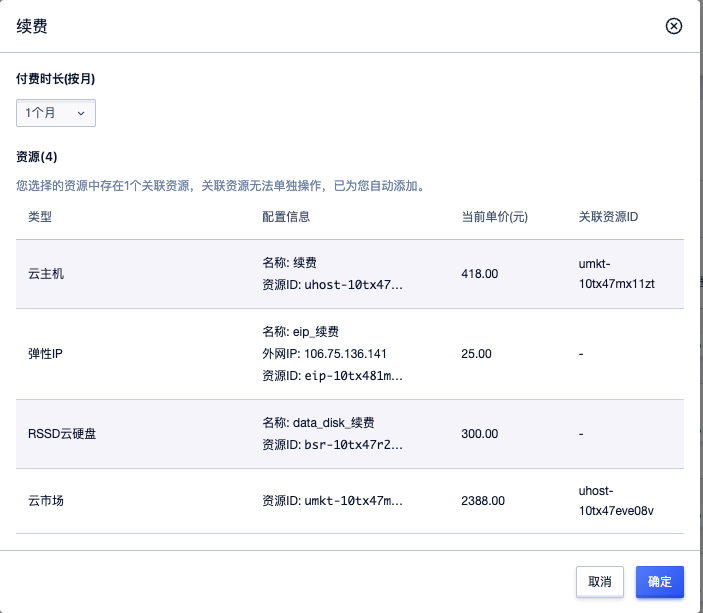 续费
付费时长(按月)
1个月
资源(4)
您选择的资源中存在1个关联资源，关联资源无法单独操作，已为您自动添加。
类型 配置信息 当前单价(元) 关联资源ID
云主机
名称: 续费
资源ID: uhost-10tx47...
418.00
umkt-
10tx47mx11zt
弹性IP
名称: eip_续费
外网IP: 106.75.136.141
资源ID: eip-10tx481m...
25.00
-
RSSD云硬盘
名称: data_disk_续费
资源ID: bsr-10tx47r2...
300.00
-
云市场
资源ID: umkt-10tx47m...
2388.00
uhost-
10tx47eve08v
取消 确定